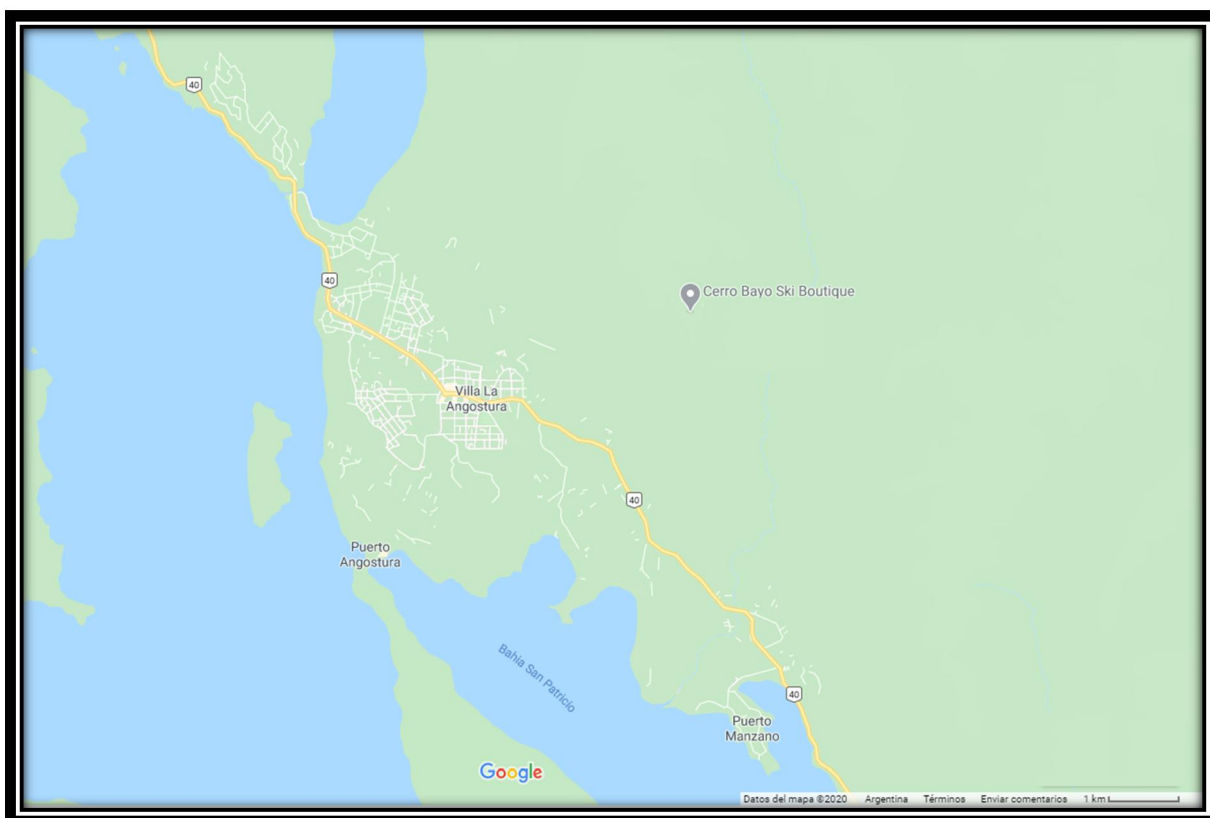 40
40
Cerro Bayo Ski Boutique
Villa La
Angostura
40
Puerto
Angostura
Bahia San Patricio
40
Puerto
Manzano
Google
Datos del mapa ©2020 Argentina Términos Enviar comentarios 1 km